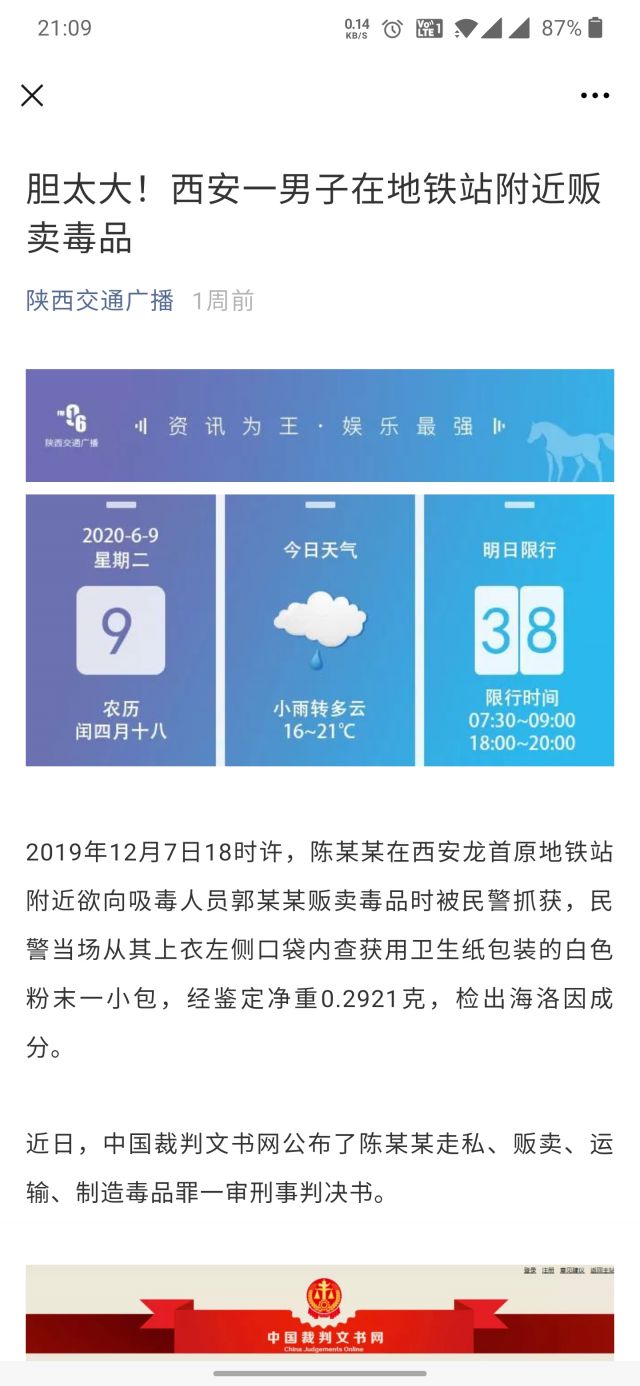 21:09
0.14
KB/S
Vo))
LTE 1
87%
胆太大！西安一男子在地铁站附近贩
卖毒品
陕西交通广播 1周前
陕西交通广播
资讯为王·娱乐最强
2020-6-9
星期二
9
农历
闰四月十八
今日天气
小雨转多云
16~21℃
明日限行
38
限行时间
07:30~09:00
18:00~20:00
2019年12月7日18时许，陈某某在西安龙首原地铁站
附近欲向吸毒人员郭某某贩卖毒品时被民警抓获，民
警当场从其上衣左侧口袋内查获用卫生纸包装的白色
粉末一小包，经鉴定净重0.2921克，检出海洛因成
分。
近日，中国裁判文书网公布了陈某某走私、贩卖、运
输、制造毒品罪一审刑事判决书。
登录 注册 意见建议 返回主站
中国裁判文书网
China Judgements Online